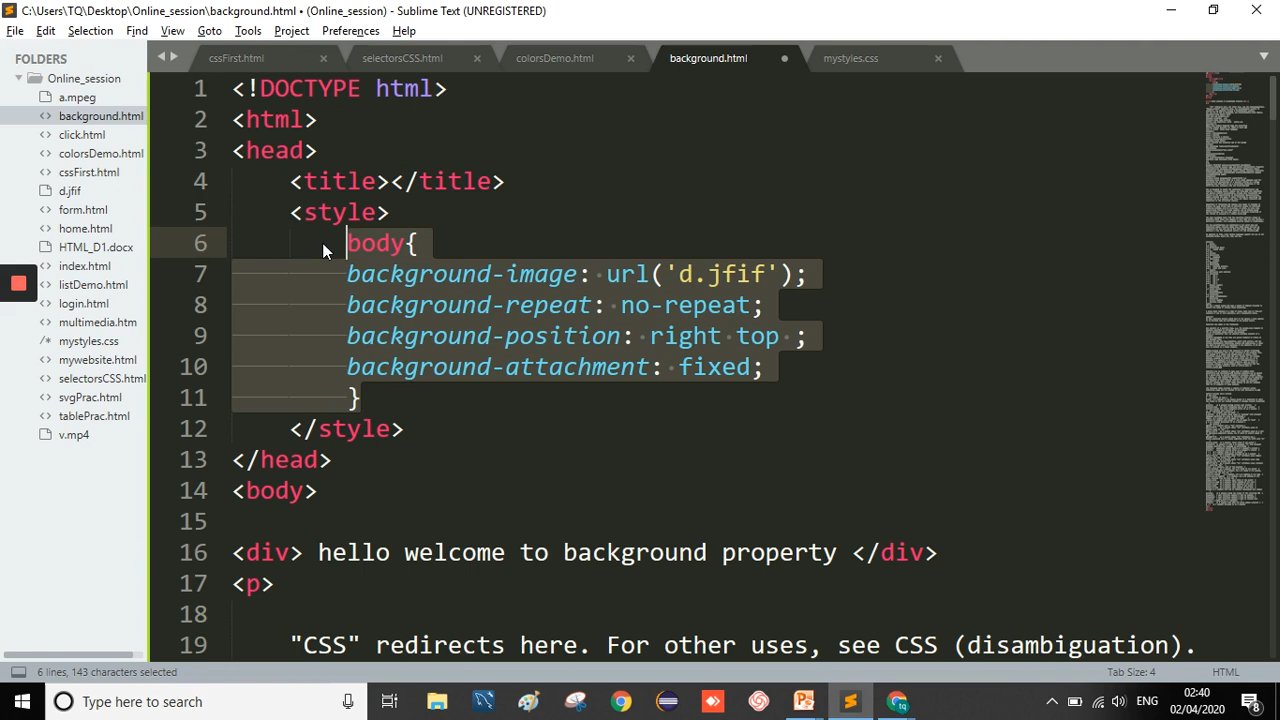 C:\Users\TQ\Desktop\Online_session\background.html • (Online_session) - Sublime Text (UNREGISTERED)
File Edit Selection Find View Goto Tools Project Preferences Help
FOLDERS
Online_session
a.mpeg
background.html
click.html
colorsDemo.html
cssFirst.html
d.jfif
form.html
home.html
HTML_D1.docx
index.html
listDemo.html
login.html
multimedia.htm
mystyles.css
mywebsite.html
selectorsCSS.html
svgPrac.html
tablePrac.html
v.mp4
cssFirst.html selectorsCSS.html colorsDemo.html background.html mystyles.css
1 <!DOCTYPE html>
2 <html>
3 <head>
4 <title></title>
5 <style>
6 body{
7 background-image: url('d.jfif');
8 background-repeat: no-repeat;
9 background-position: right top ;
10 background-attachment: fixed;
11 }
12 </style>
13 </head>
14 <body>
15
16 <div> hello welcome to background property </div>
17 <p>
18
19 "CSS" redirects here. For other uses, see CSS (disambiguation).
6 lines, 143 characters selected Tab Size: 4 HTML
Type here to search
ENG
02:40
02/04/2020
8